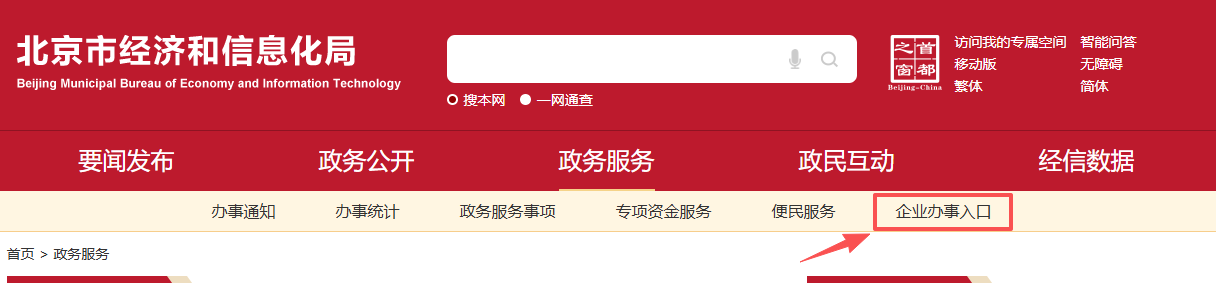 北京市经济和信息化局
Beijing Municipal Bureau of Economy and Information Technology
搜本网 一网通查
首都之窗
Beijing-China
访问我的专属空间 智能问答
移动版 无障碍
繁体 简体
要闻发布 政务公开 政务服务 政民互动 经信数据
办事通知 办事统计 政务服务事项 专项资金服务 便民服务 企业办事入口
首页 > 政务服务